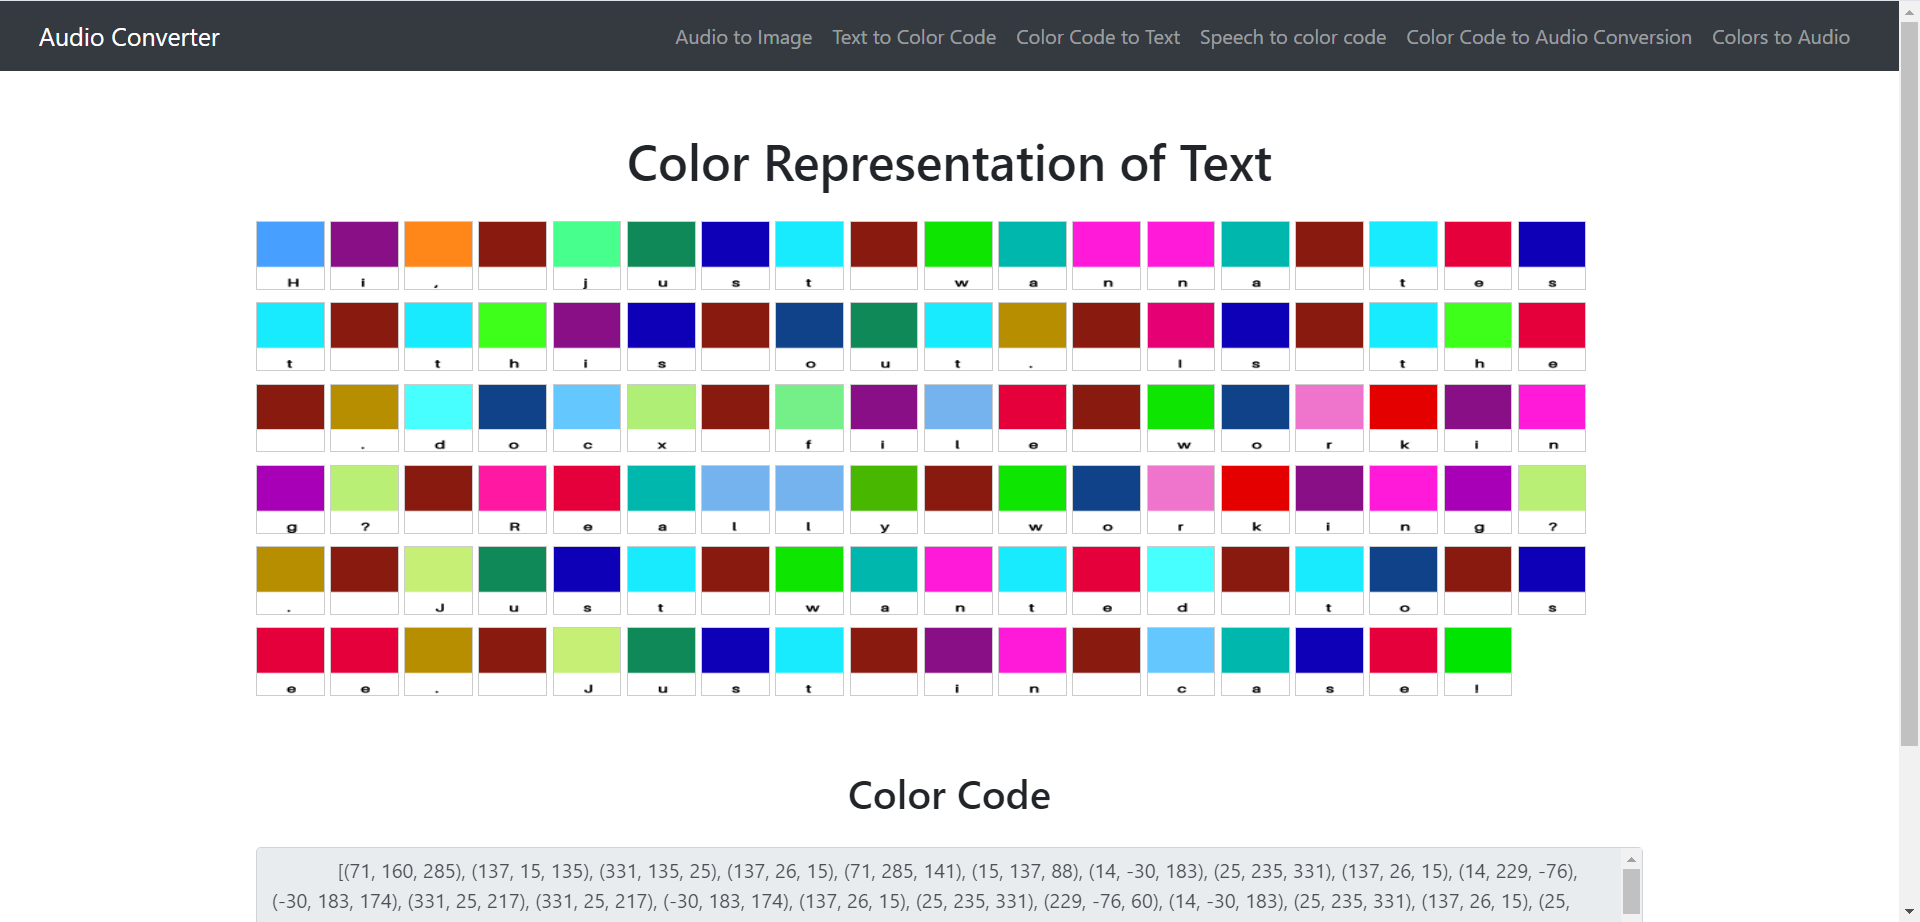 Audio Converter Audio to Image Text to Color Code Color Code to Text Speech to color code Color Code to Audio Conversion Colors to Audio
Color Representation of Text
H i , j u s t w a n n a t e s
t t h i s o u t . I s t h e
. d o c x f i l e w o r k i n
g ? R e a l l y w o r k i n g ?
. J u s t w a n t e d t o s
e e . J u s t i n c a s e !
Color Code
[(71, 160, 285), (137, 15, 135), (331, 135, 25), (137, 26, 15), (71, 285, 141), (15, 137, 88), (14, -30, 183), (25, 235, 331), (137, 26, 15), (14, 229, -76),
(-30, 183, 174), (331, 25, 217), (331, 25, 217), (-30, 183, 174), (137, 26, 15), (25, 235, 331), (229, -76, 60), (14, -30, 183), (25, 235, 331), (137, 26, 15), (25,